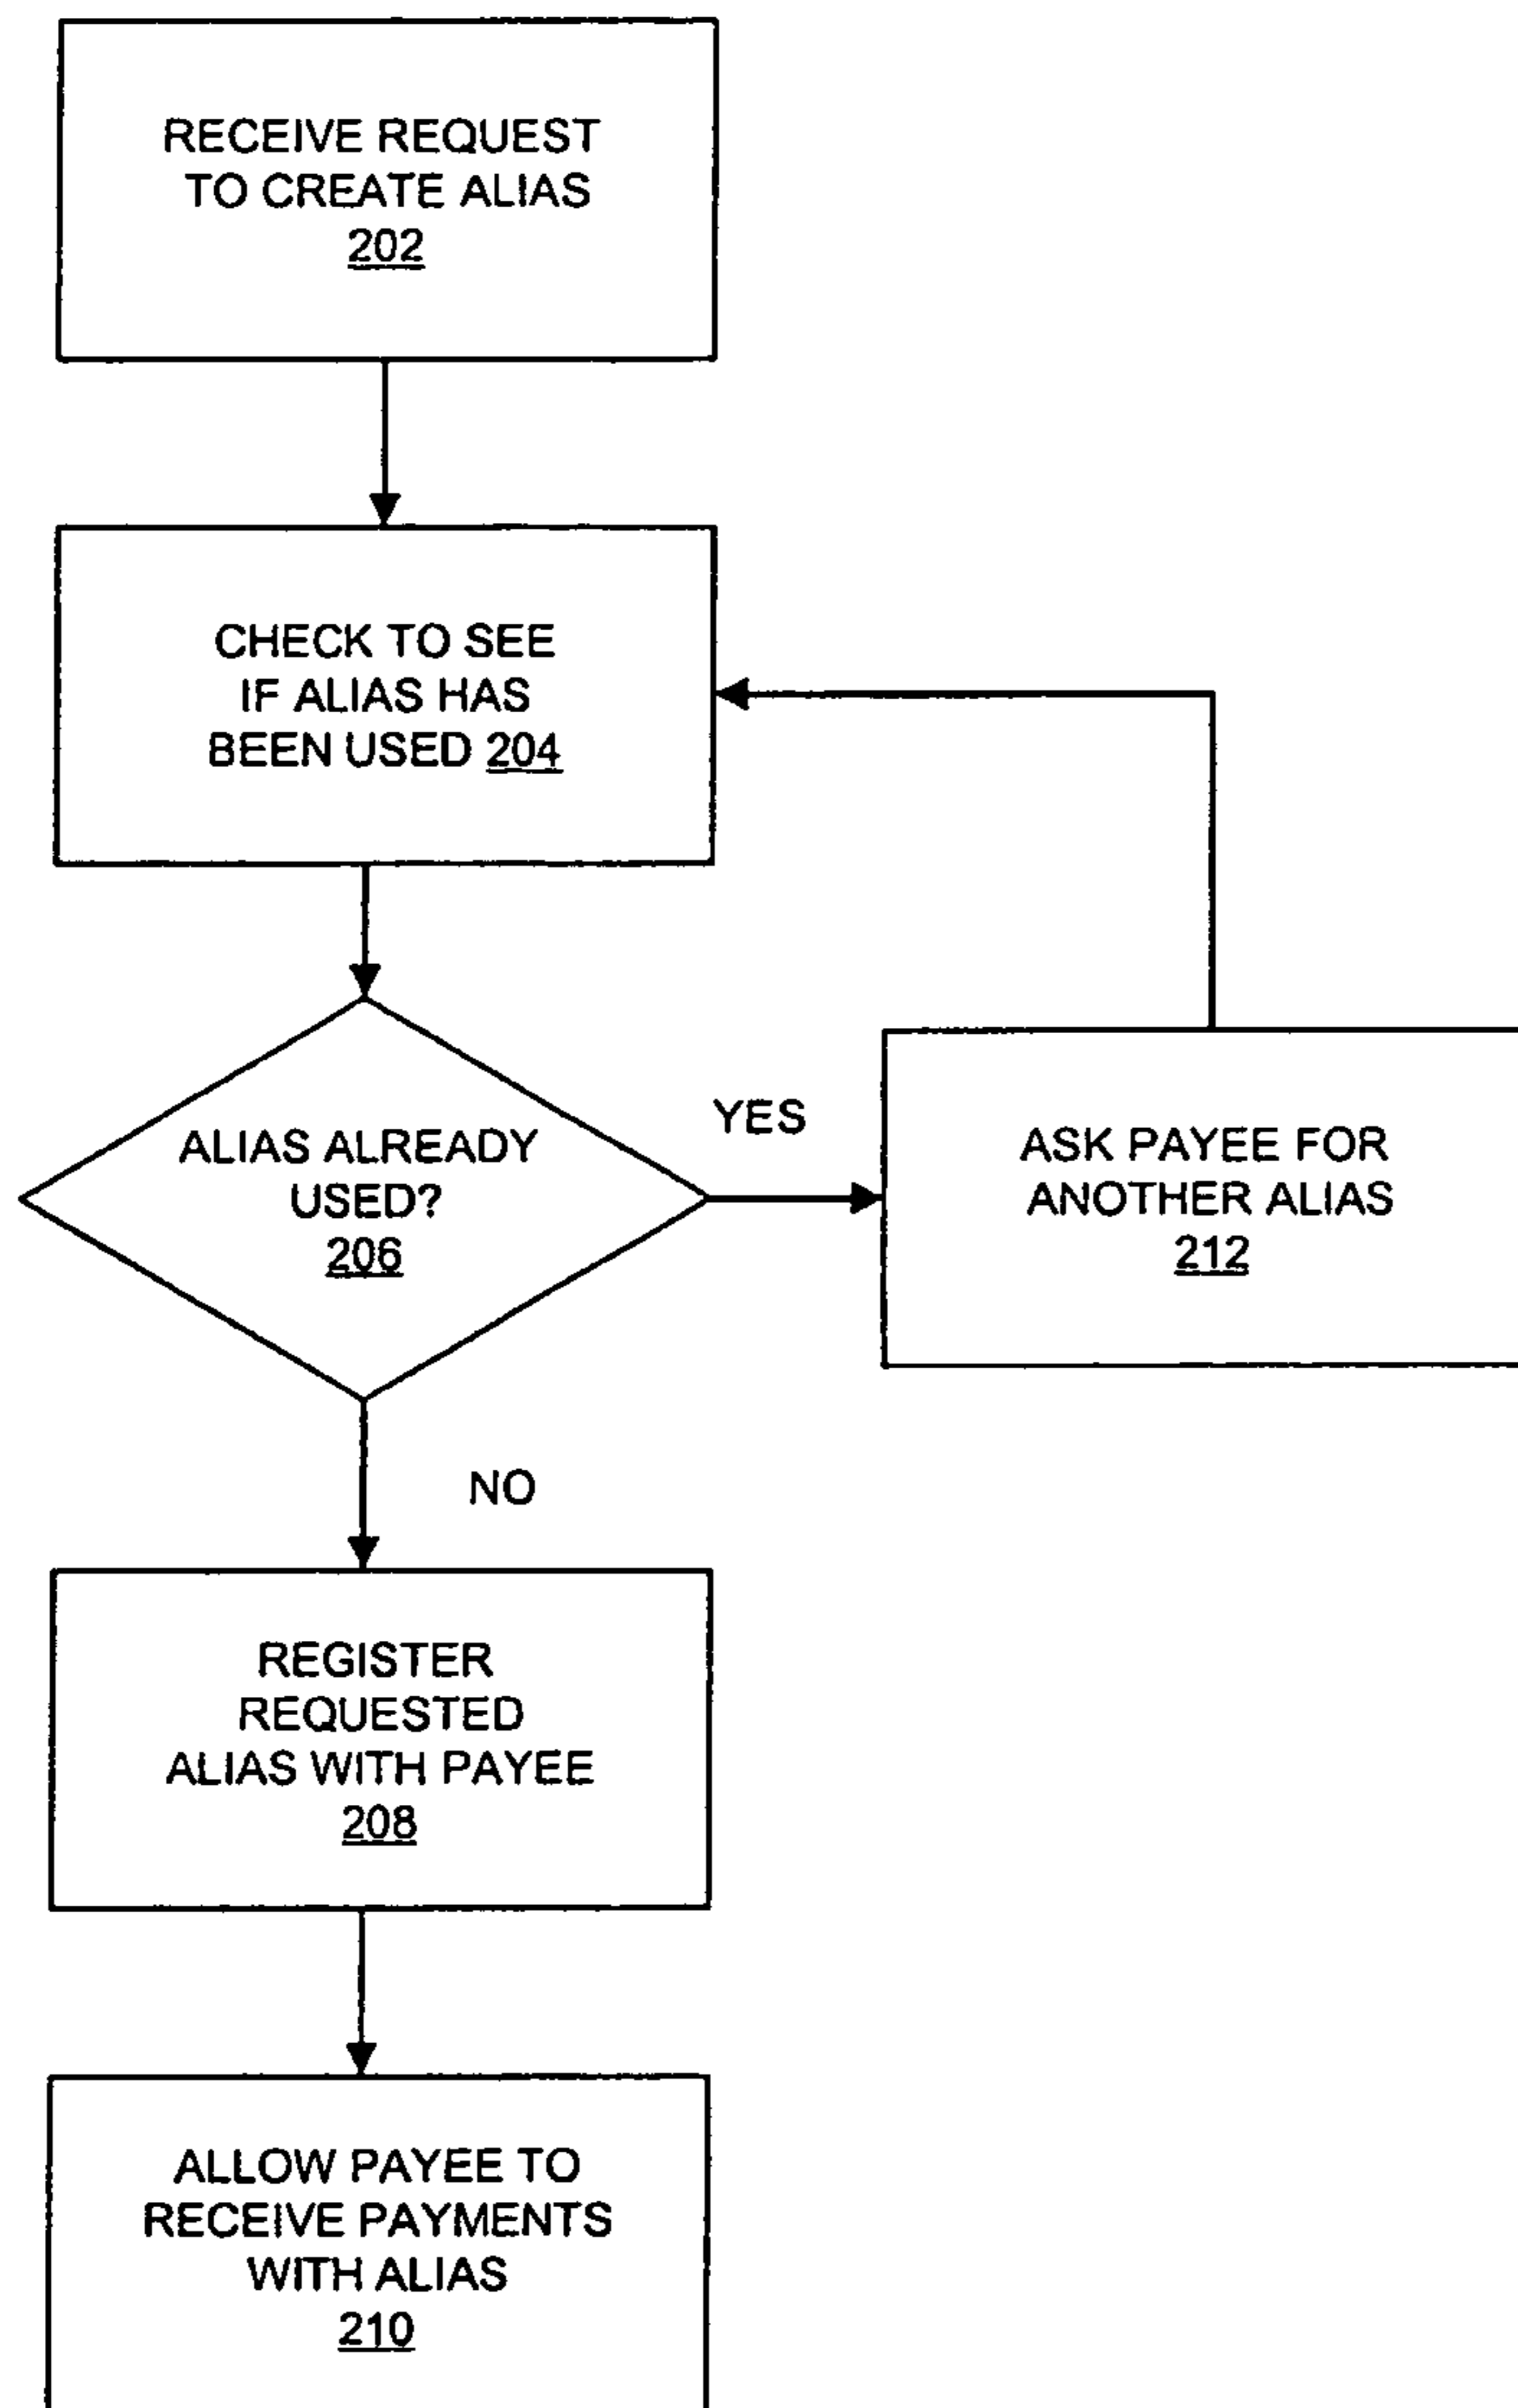 RECEIVE REQUEST
TO CREATE ALIAS
202
CHECK TO SEE
IF ALIAS HAS
BEEN USED 204
ALIAS ALREADY
USED?
206
YES
ASK PAYEE FOR
ANOTHER ALIAS
212
NO
REGISTER
REQUESTED
ALIAS WITH PAYEE
208
ALLOW PAYEE TO
RECEIVE PAYMENTS
WITH ALIAS
210